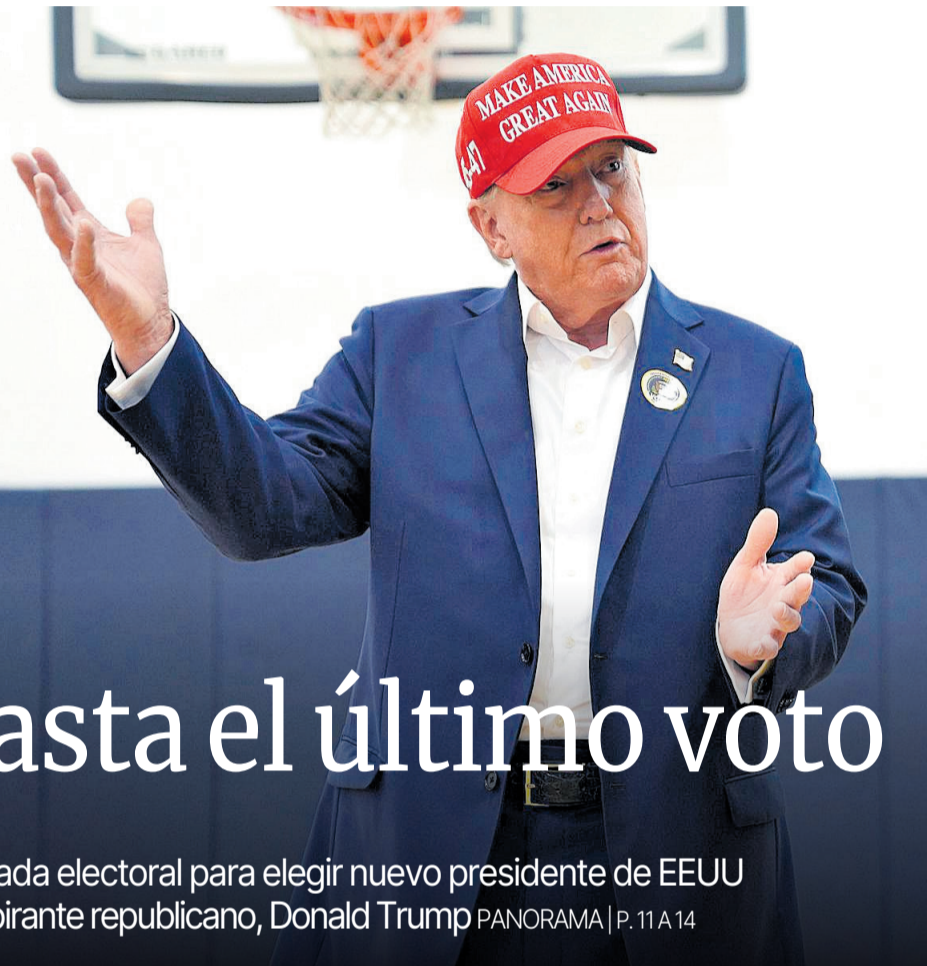 MAKE AMERICA
GREAT AGAIN
asta el último voto
ada electoral para elegir nuevo presidente de EEUU
pirante republicano, Donald Trump PANORAMA | P. 11 A 14